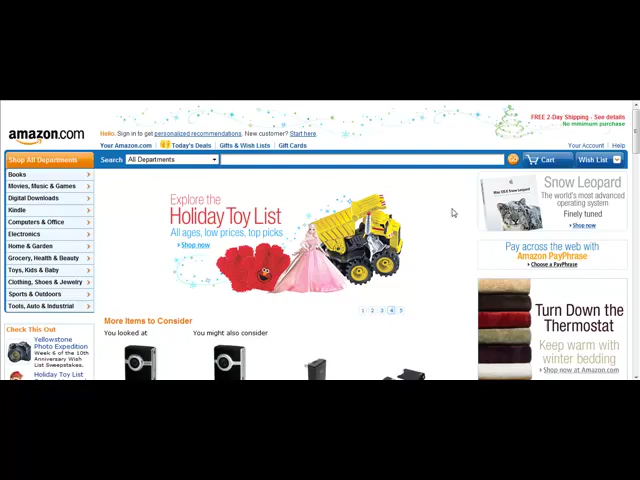 FREE 2-Day Shipping - See details
No minimum purchase
amazon.com
Hello. Sign in to get personalized recommendations. New customer? Start here.
Your Amazon.com Today's Deals Gifts & Wish Lists Gift Cards Your Account Help
Shop All Departments Search All Departments GO Cart Wish List
Books
Movies, Music & Games
Digital Downloads
Kindle
Computers & Office
Electronics
Home & Garden
Grocery, Health & Beauty
Toys, Kids & Baby
Clothing, Shoes & Jewelry
Sports & Outdoors
Tools, Auto & Industrial
Explore the
Holiday Toy List
All ages, low prices, top picks
Shop now
1 2 3 4 5
Snow Leopard
The world's most advanced
operating system
Finely tuned
Shop now
Pay across the web with
Amazon PayPhrase
Choose a PayPhrase
Turn Down the
Thermostat
Keep warm with
winter bedding
Shop now at Amazon.com
More Items to Consider
You looked at You might also consider
Check This Out
Yellowstone
Photo Expedition
Week 6 of the 10th
Anniversary Wish
List Sweepstakes.
Holiday Toy List